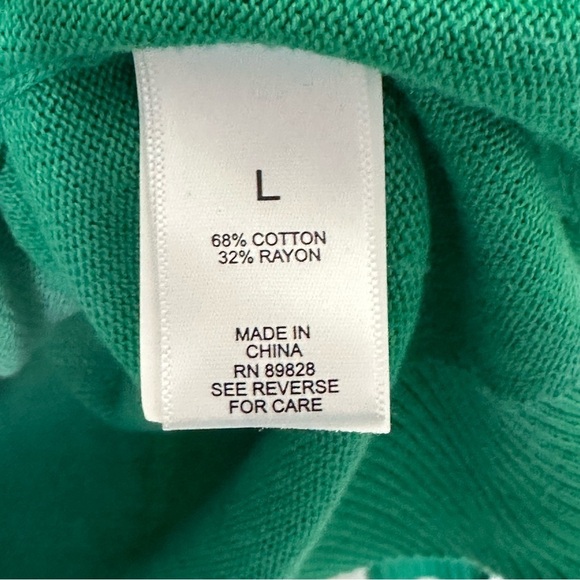 L
68% COTTON
32% RAYON
MADE IN
CHINA
RN 89828
SEE REVERSE
FOR CARE